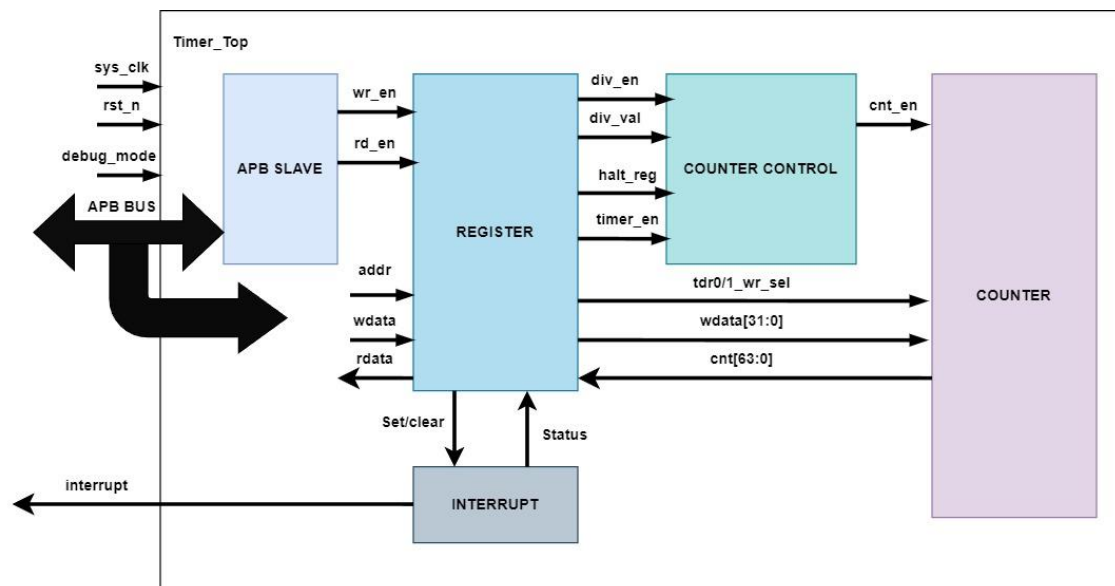 Timer_Top
sys_clk
rst_n
debug_mode
APB BUS
APB SLAVE
wr_en
rd_en
addr
wdata
rdata
REGISTER
div_en
div_val
halt_reg
timer_en
COUNTER CONTROL
cnt_en
tdr0/1_wr_sel
wdata[31:0]
cnt[63:0]
COUNTER
Set/clear
Status
interrupt
INTERRUPT